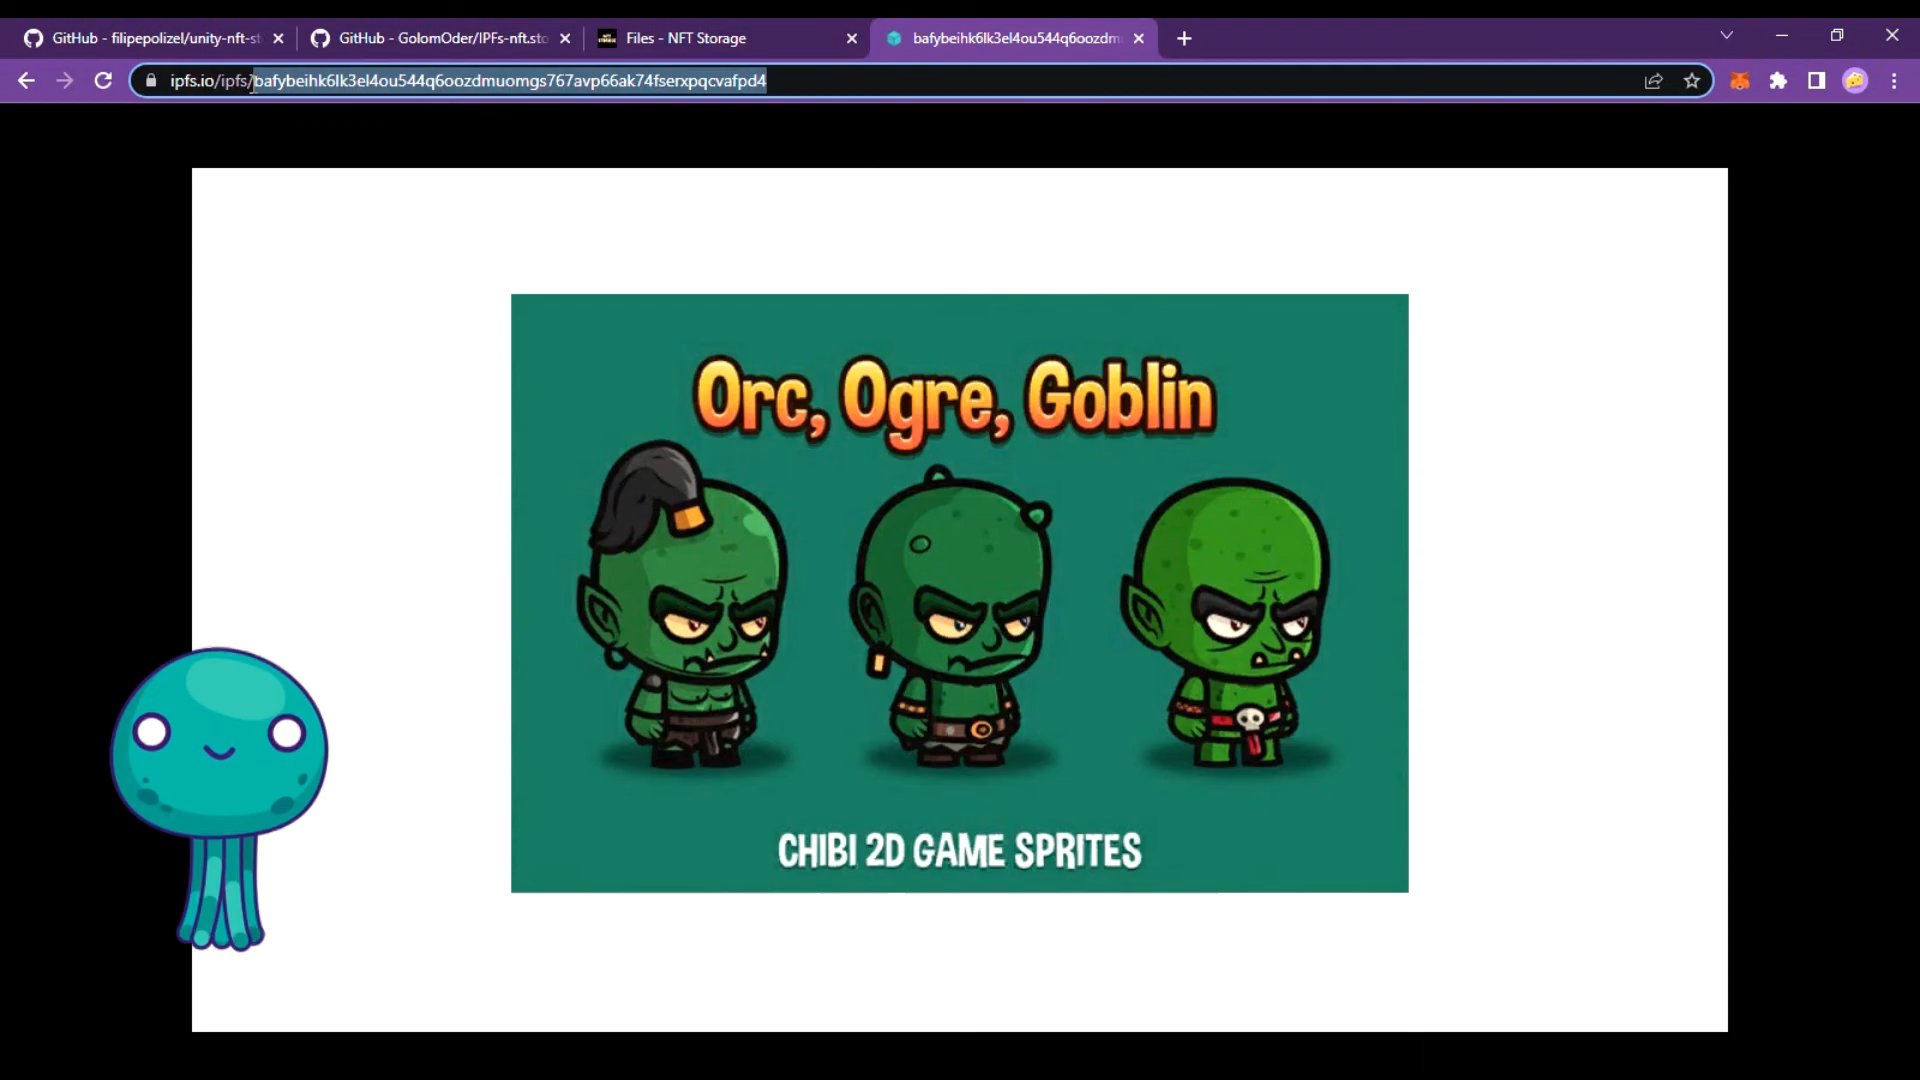 GitHub - filipepolizel/unity-nft-st
GitHub - GolomOder/IPFs-nft.sto
Files - NFT Storage
bafybeihk6lk3el4ou544q6oozdm
ipfs.io/ipfs/bafybeihk6lk3el4ou544q6oozdmuomgs767avp66ak74fserxpqcvafpd4
Orc, Ogre, Goblin
CHIBI 2D GAME SPRITES